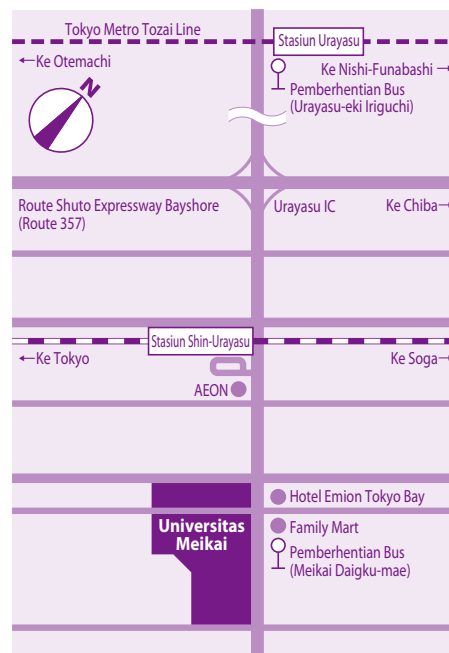 Tokyo Metro Tozai Line
Stasiun Urayasu
←Ke Otemachi
Ke Nishi-Funabashi→
N
Pemberhentian Bus
(Urayasu-eki Iriguchi)
Route Shuto Expressway Bayshore
(Route 357)
Urayasu IC
Ke Chiba→
Stasiun Shin-Urayasu
←Ke Tokyo
Ke Soga→
AEON
Hotel Emion Tokyo Bay
Universitas
Meikai
Family Mart
Pemberhentian Bus
(Meikai Daigku-mae)